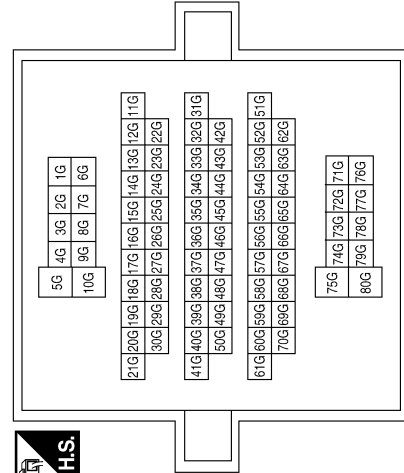 H.S.
5G 4G 3G 2G 1G
10G 9G 8G 7G 6G
21G 20G 19G 18G 17G 16G 15G 14G 13G 12G 11G
30G 29G 28G 27G 26G 25G 24G 23G 22G
41G 40G 39G 38G 37G 36G 35G 34G 33G 32G 31G
50G 49G 48G 47G 46G 45G 44G 43G 42G
61G 60G 59G 58G 57G 56G 55G 54G 53G 52G 51G
70G 69G 68G 67G 66G 65G 64G 63G 62G
75G 74G 73G 72G 71G
80G 79G 78G 77G 76G